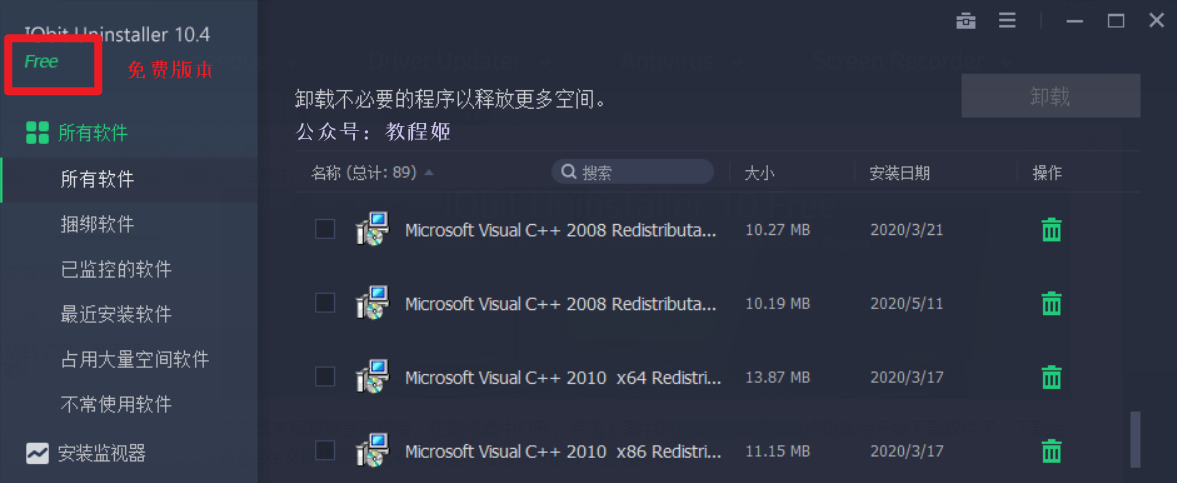 IObit Uninstaller 10.4
Free
免费版本
卸载不必要的程序以释放更多空间。
卸载
公众号：教程姬
所有软件
名称 (总计: 89)
搜索
大小
安装日期
操作
所有软件
捆绑软件
已监控的软件
最近安装软件
占用大量空间软件
不常使用软件
安装监视器
Microsoft Visual C++ 2008 Redistributa... 10.27 MB 2020/3/21
Microsoft Visual C++ 2008 Redistributa... 10.19 MB 2020/5/11
Microsoft Visual C++ 2010 x64 Redistri... 13.87 MB 2020/3/17
Microsoft Visual C++ 2010 x86 Redistri... 11.15 MB 2020/3/17